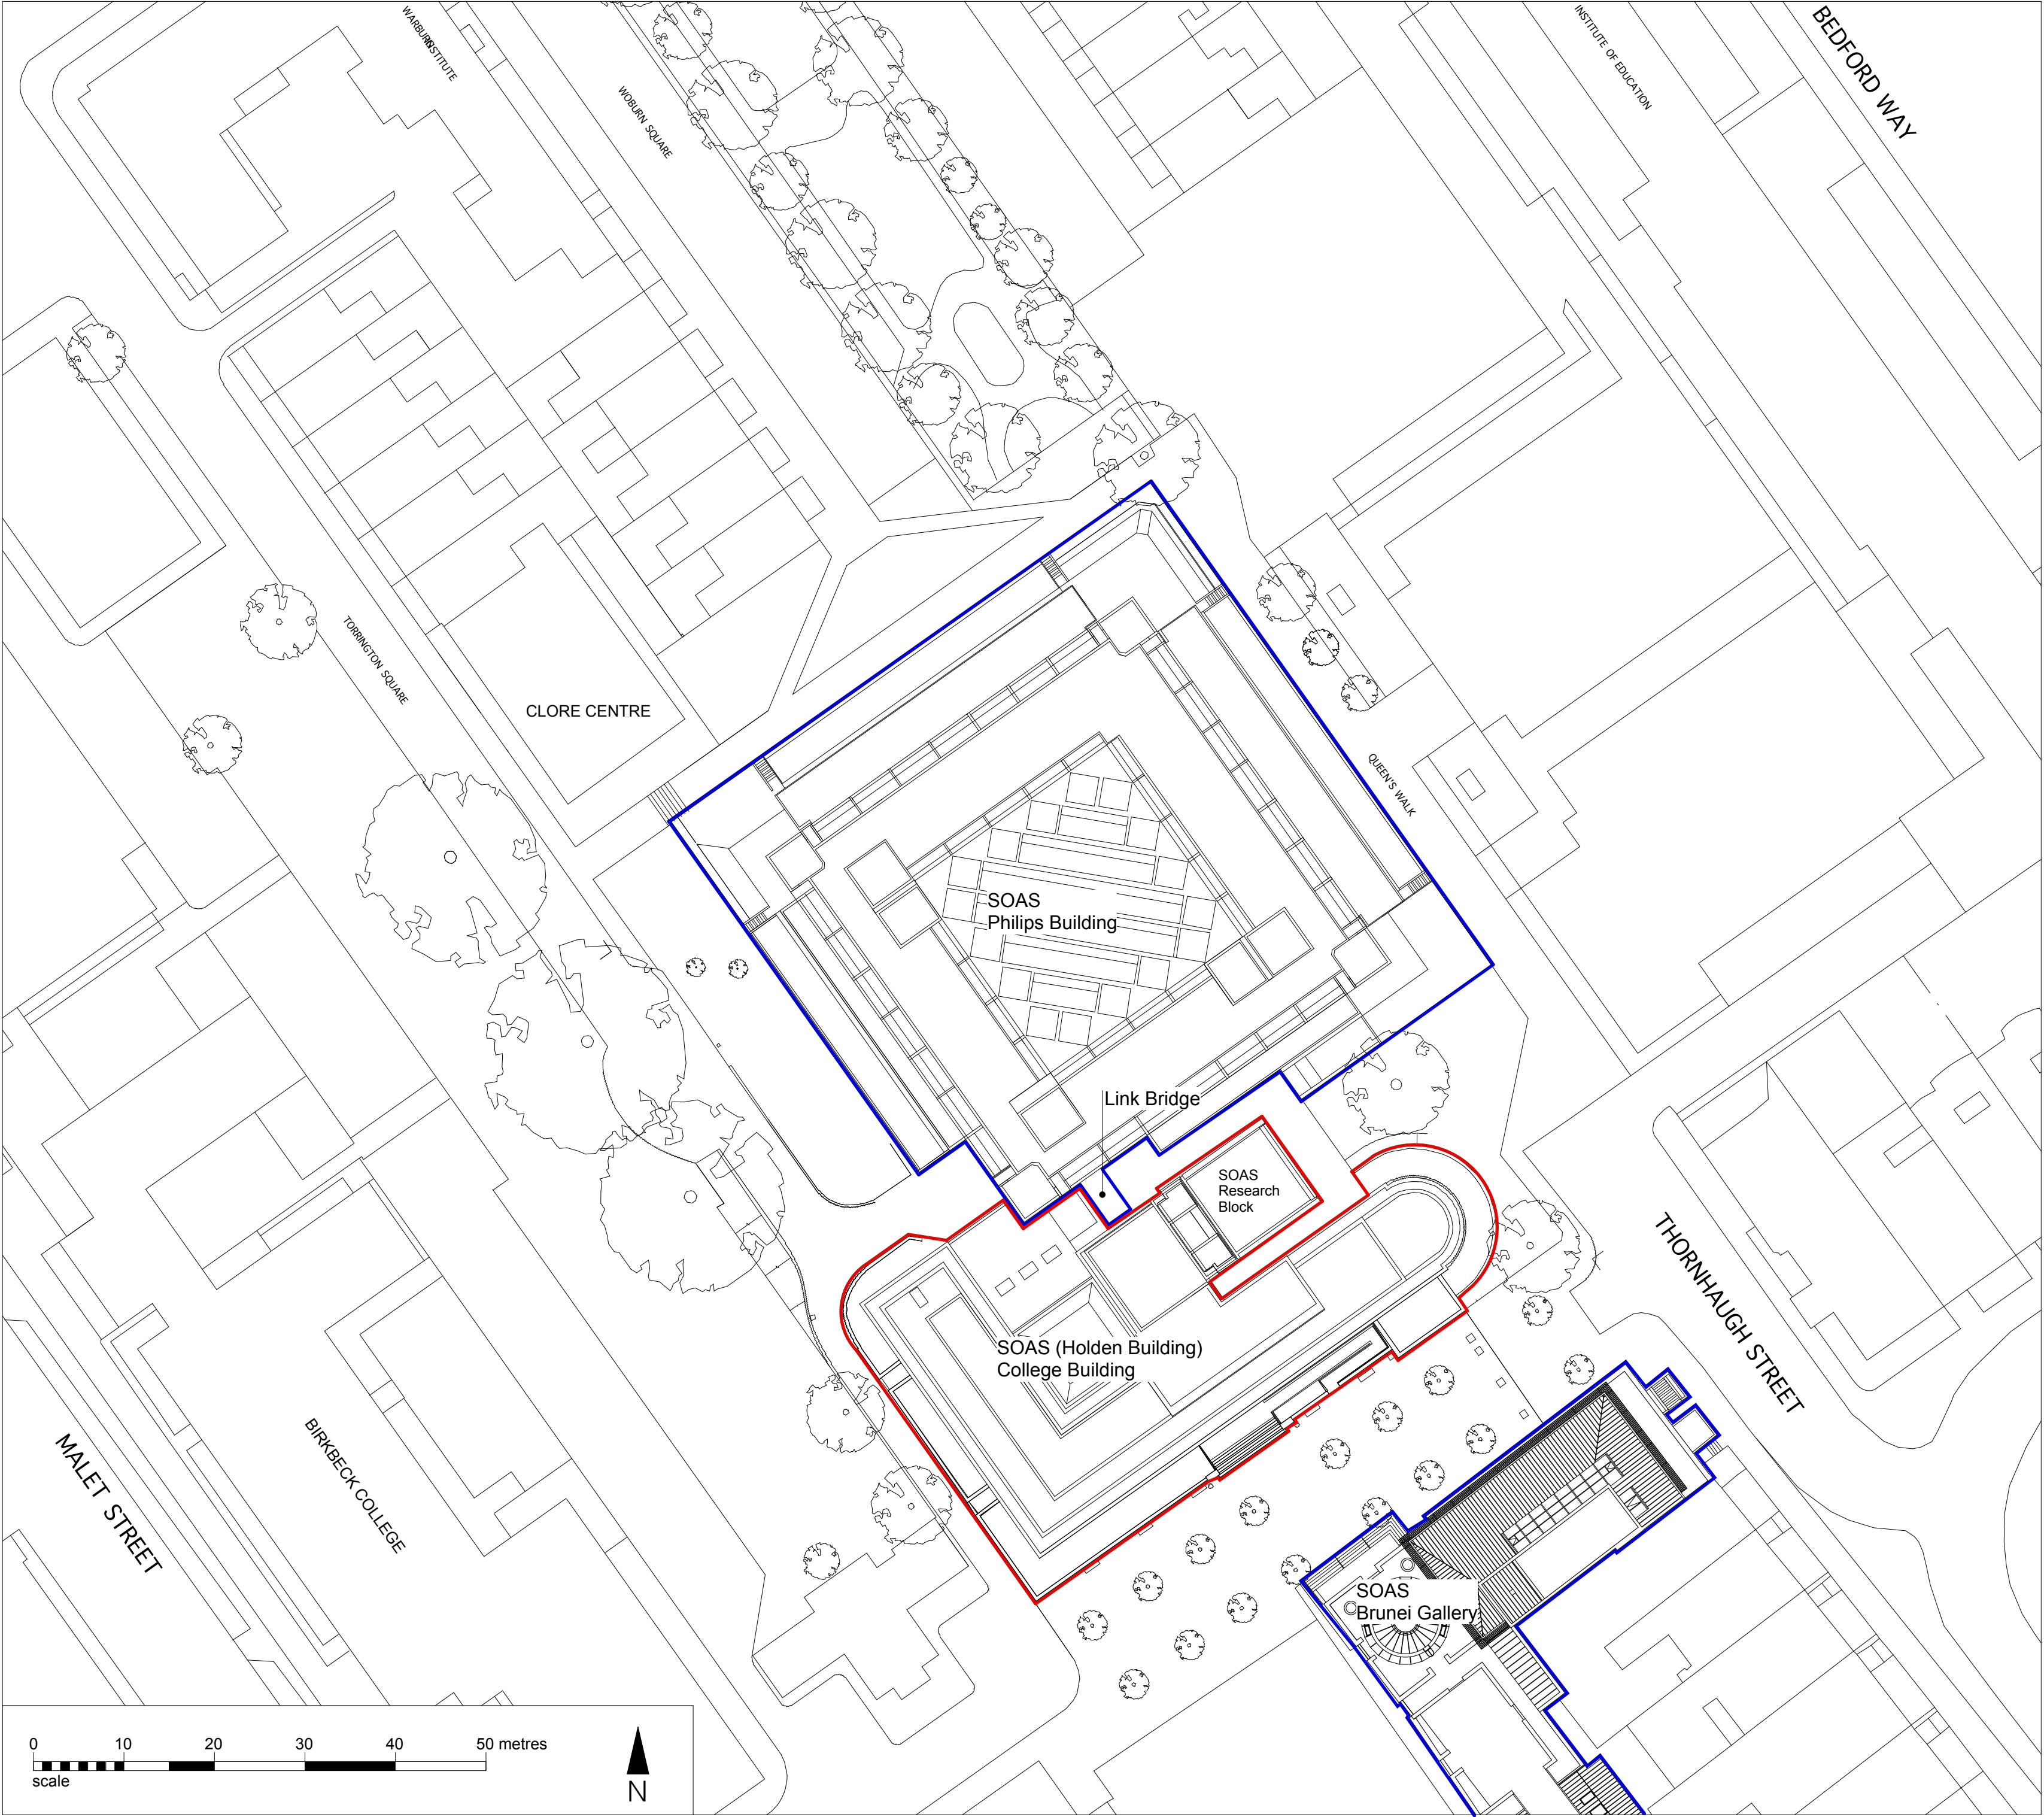 WARBURG INSTITUTE
WOBURN SQUARE
INSTITUTE OF EDUCATION
BEDFORD WAY
TORRINGTON SQUARE
CLORE CENTRE
QUEEN'S WALK
SOAS
Philips Building
Link Bridge
SOAS
Research
Block
THORNHAUGH STREET
SOAS (Holden Building)
College Building
MALET STREET
BIRKBECK COLLEGE
SOAS
Brunei Gallery
0 10 20 30 40 50 metres
scale
N